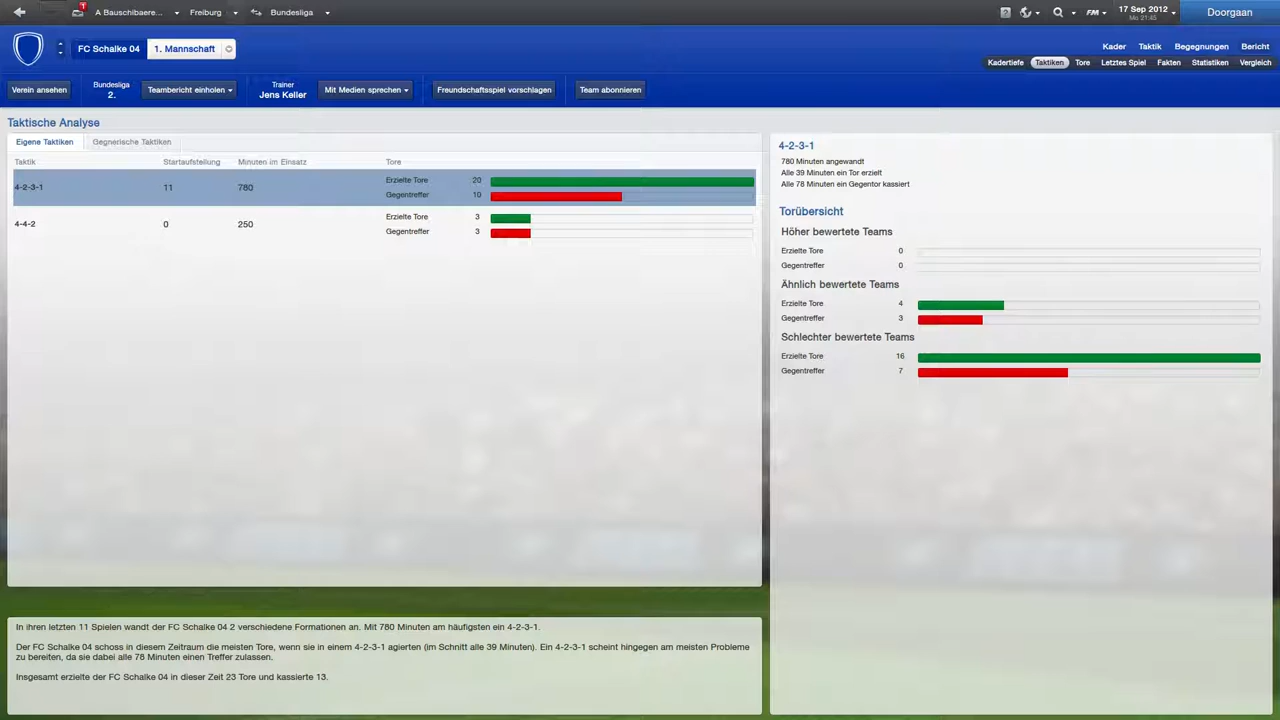 1
A Bauschibaere...
Freiburg
Bundesliga
FM
17 Sep 2012
Mo 21:45
Doorgaan
FC Schalke 04
1. Mannschaft
Kader
Taktik
Begegnungen
Bericht
Kadertiefe
Taktiken
Tore
Letztes Spiel
Fakten
Statistiken
Vergleich
Verein ansehen
Bundesliga
2.
Teambericht einholen
Trainer
Jens Keller
Mit Medien sprechen
Freundschaftsspiel vorschlagen
Team abonnieren
Taktische Analyse
Eigene Taktiken
Gegnerische Taktiken
Taktik Startaufstellung Minuten im Einsatz Tore
4-2-3-1 11 780
Erzielte Tore 20
Gegentreffer 10
4-4-2 0 250
Erzielte Tore 3
Gegentreffer 3
4-2-3-1
780 Minuten angewandt
Alle 39 Minuten ein Tor erzielt
Alle 78 Minuten ein Gegentor kassiert
Torübersicht
Höher bewertete Teams
Erzielte Tore 0
Gegentreffer 0
Ähnlich bewertete Teams
Erzielte Tore 4
Gegentreffer 3
Schlechter bewertete Teams
Erzielte Tore 16
Gegentreffer 7
In ihren letzten 11 Spielen wandt der FC Schalke 04 2 verschiedene Formationen an. Mit 780 Minuten am häufigsten ein 4-2-3-1.
Der FC Schalke 04 schoss in diesem Zeitraum die meisten Tore, wenn sie in einem 4-2-3-1 agierten (im Schnitt alle 39 Minuten). Ein 4-2-3-1 scheint hingegen am meisten Probleme
zu bereiten, da sie dabei alle 78 Minuten einen Treffer zulassen.
Insgesamt erzielte der FC Schalke 04 in dieser Zeit 23 Tore und kassierte 13.